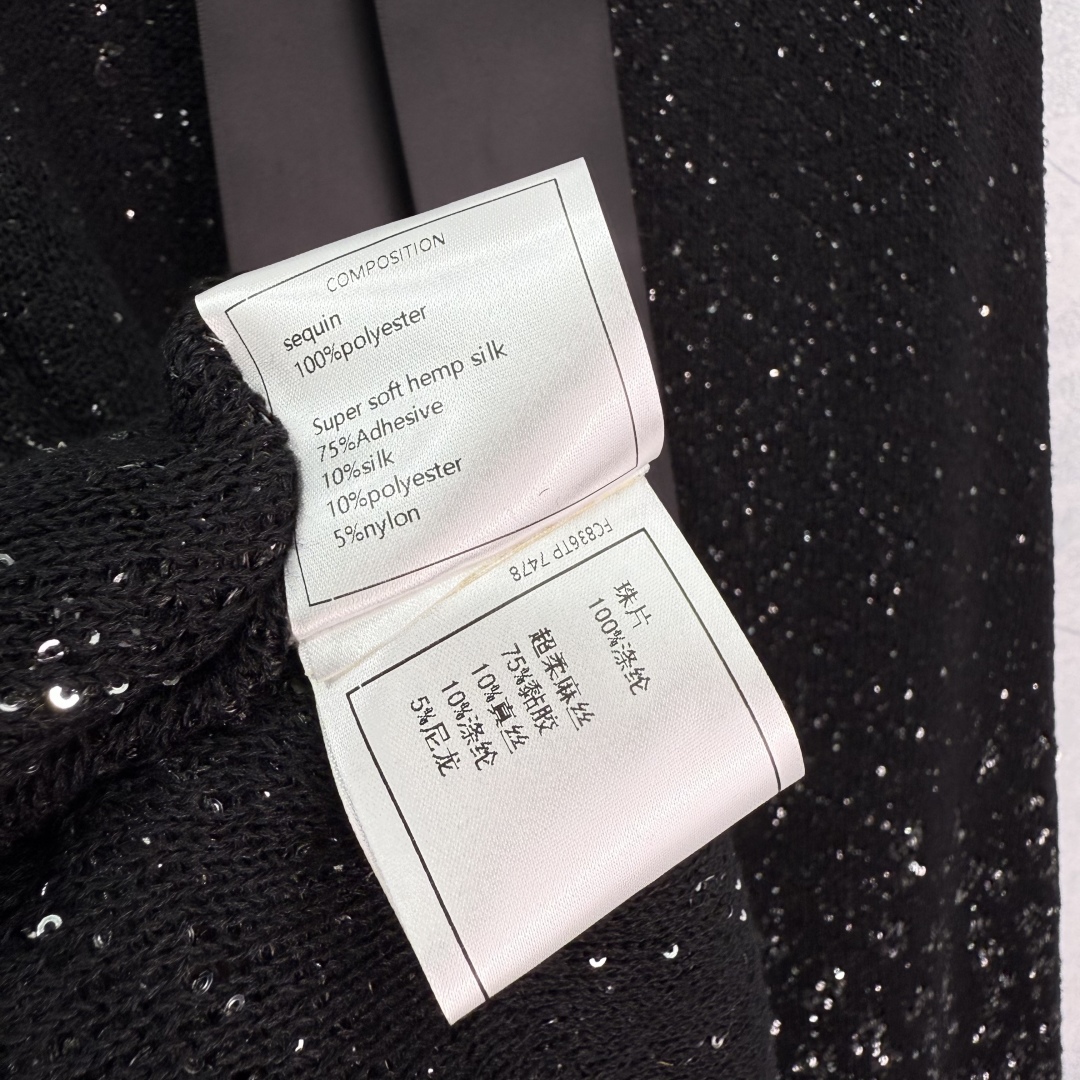 COMPOSITION
sequin
100%polyester
Super soft hemp silk
75%Adhesive
10%silk
10%polyester
5%nylon
FC836TP 7478
珠片
100%涤纶
超柔麻丝
75%黏胶
10%真丝
10%涤纶
5%尼龙